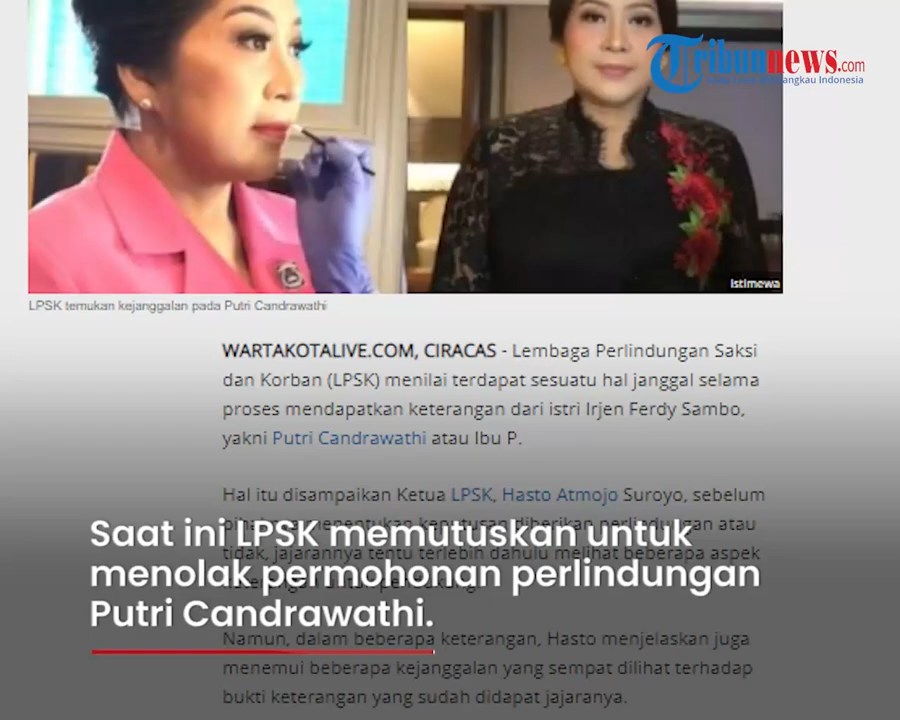 Tribunnews.com
Istimewa
LPSK temukan kejanggalan pada Putri Candrawathi
WARTAKOTALIVE.COM, CIRACAS - Lembaga Perlindungan Saksi
dan Korban (LPSK) menilai terdapat sesuatu hal janggal selama
proses mendapatkan keterangan dari istri Irjen Ferdy Sambo,
yakni Putri Candrawathi atau Ibu P.
Hal itu disampaikan Ketua LPSK, Hasto Atmojo Suroyo, sebelum
diberikan perlindungan atau
tidak, jajarannya tentu terlebih dahulu melihat beberapa aspek
Saat ini LPSK memutuskan untuk
menolak permohonan perlindungan
Putri Candrawathi.
Namun, dalam beberapa keterangan, Hasto menjelaskan juga
menemui beberapa kejanggalan yang sempat dilihat terhadap
bukti keterangan yang sudah didapat jajaranya.